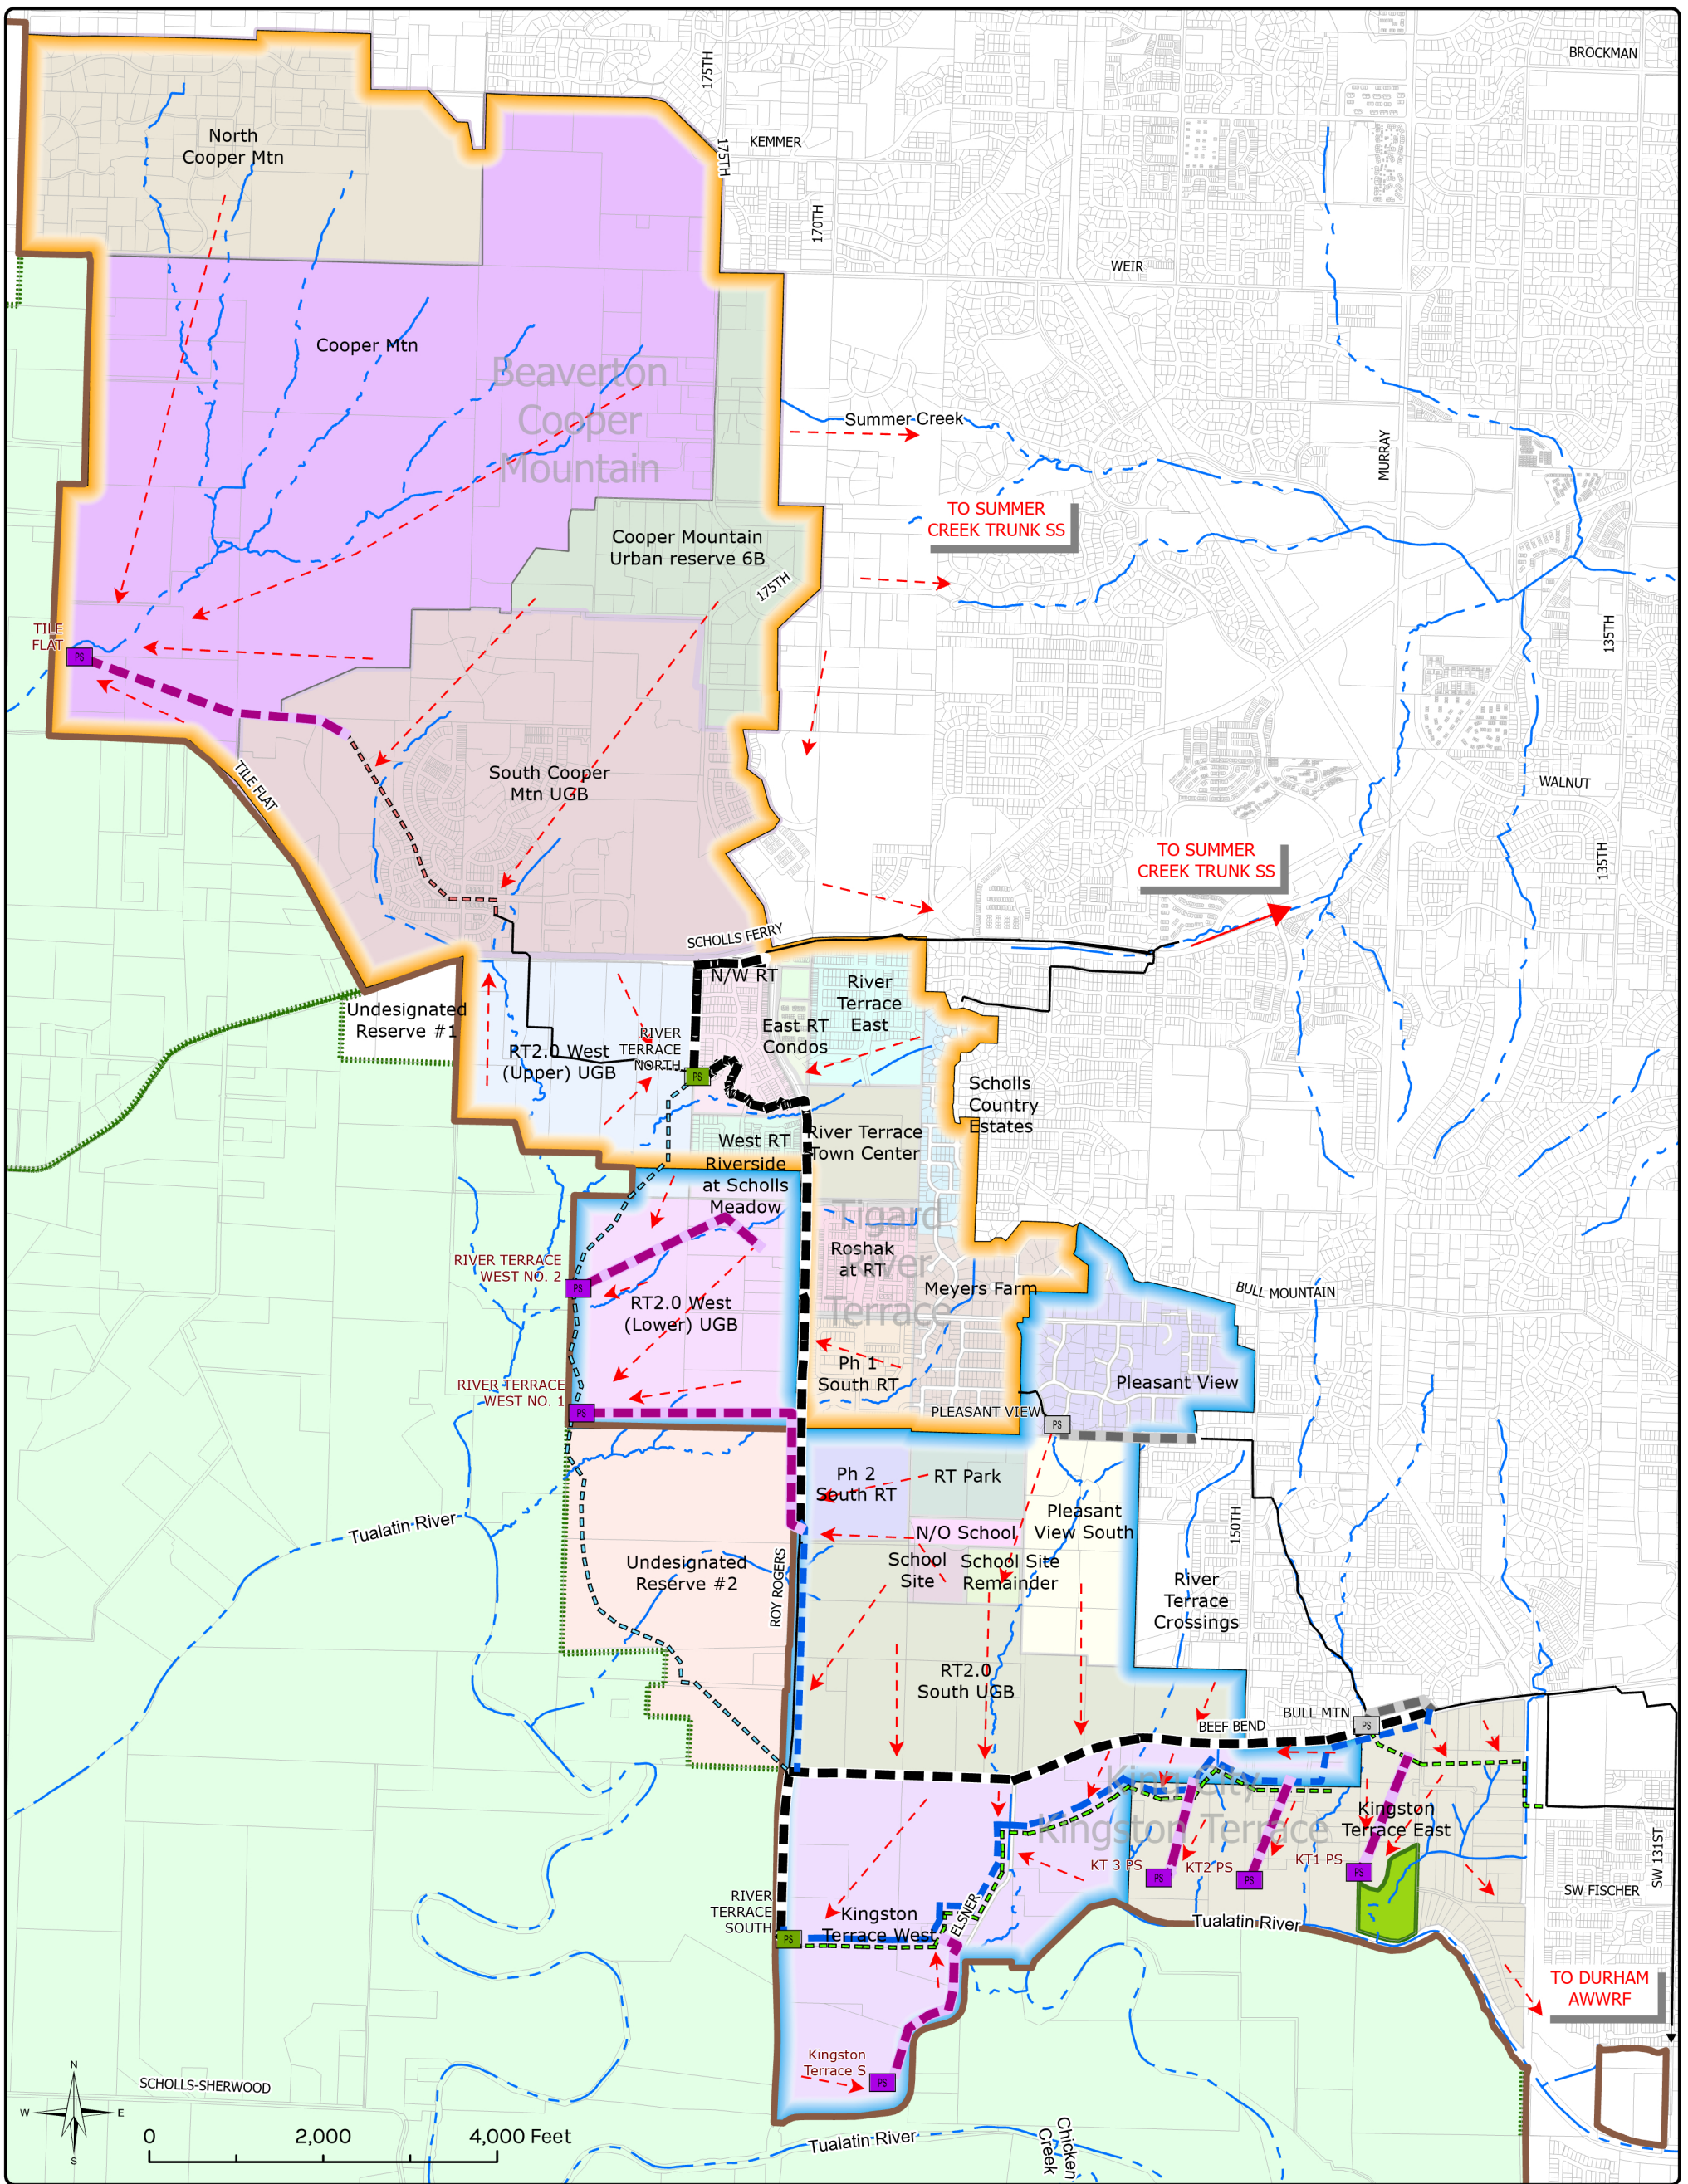 BROCKMAN
175TH
KEMMER
North
Cooper Mtn
175TH
170TH
WEIR
Cooper Mtn
Beaverton
Cooper
Mountain
Summer Creek
MURRAY
TO SUMMER
CREEK TRUNK SS
Cooper Mountain
Urban reserve 6B
175TH
TILE
FLAT
PS
135TH
South Cooper
Mtn UGB
TILE FLAT
WALNUT
TO SUMMER
CREEK TRUNK SS
135TH
SCHOLLS FERRY
N/W RT
River
Terrace
East
Undesignated
Reserve #1
East RT
Condos
RIVER
TERRACE
NORTH
PS
RT2.0 West
(Upper) UGB
Scholls
Country
Estates
West RT
River Terrace
Town Center
Riverside
at Scholls
Meadow
Tigard
River
Terrace
Roshak
at RT
RIVER TERRACE
WEST NO. 2
PS
Meyers Farm
BULL MOUNTAIN
RT2.0 West
(Lower) UGB
Ph 1
South RT
Pleasant View
RIVER TERRACE
WEST NO. 1
PS
PLEASANT VIEW
PS
Ph 2
South RT
RT Park
Pleasant
View South
N/O School
150TH
Tualatin River
Undesignated
Reserve #2
ROY ROGERS
School
Site
School Site
Remainder
River
Terrace
Crossings
RT2.0
South UGB
BULL MTN
PS
BEEF BEND
King City
Kingston Terrace
Kingston
Terrace East
SW 131ST
KT 3 PS
PS
KT2 PS
PS
KT1 PS
PS
SW FISCHER
RIVER
TERRACE
SOUTH
PS
Kingston
Terrace West
ELSNER
Tualatin River
TO DURHAM
AWWRF
Kingston
Terrace S
PS
N
W
E
S
SCHOLLS-SHERWOOD
0
2,000
4,000 Feet
Tualatin River
Chicken
Creek